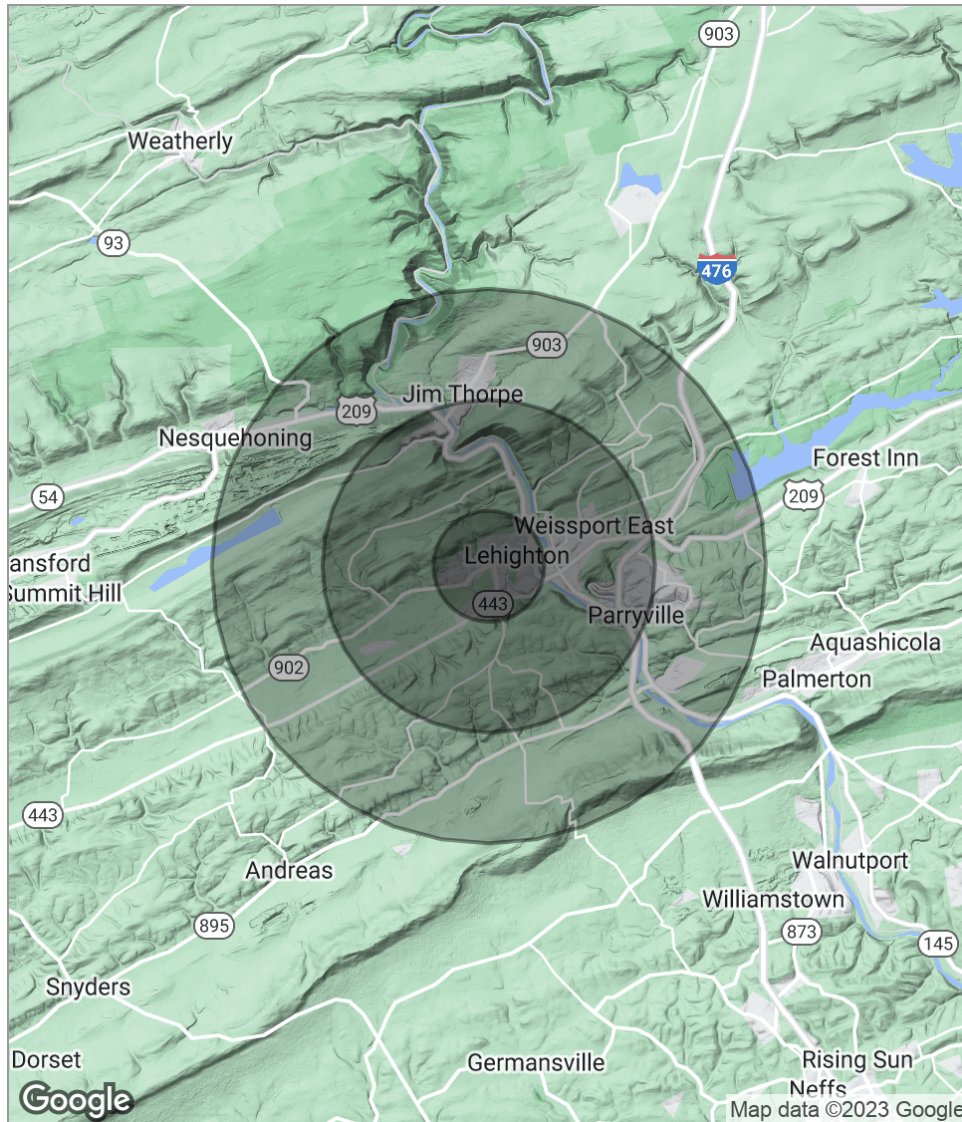 903
Weatherly
93
476
903
Jim Thorpe
209
Nesquehoning
Forest Inn
54
209
Weissport East
Lehighton
ansford
Summit Hill
443
Parryville
Aquashicola
902
Palmerton
443
Walnutport
Andreas
Williamstown
895
873
145
Snyders
Dorset
Germansville
Rising Sun
Neffs
Google
Map data ©2023 Google